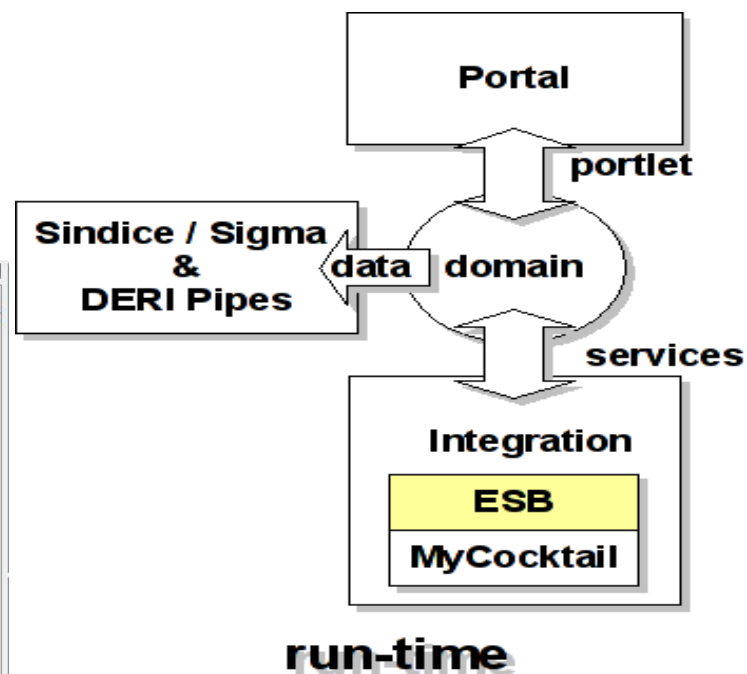 Portal
portlet
Sindice / Sigma
&
DERI Pipes
data
domain
services
Integration
ESB
MyCocktail
run-time